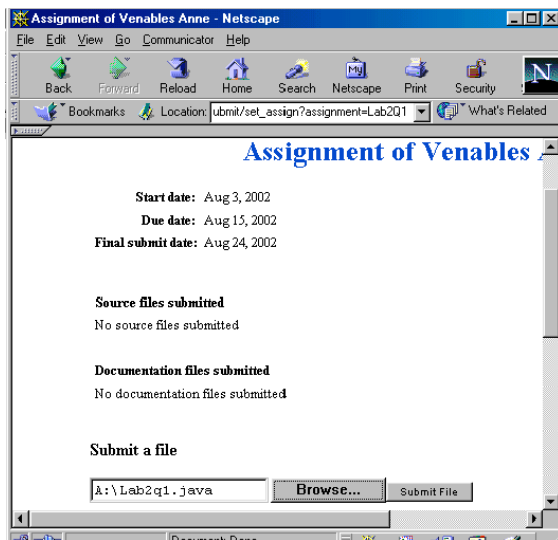 Assignment of Venables Anne - Netscape
File Edit View Go Communicator Help
Back Forward Reload Home Search Netscape Print Security
My
N
Bookmarks Location: ubmit/set_assign?assignment=Lab2Q1 What's Related
Assignment of Venables
Start date: Aug 3, 2002
Due date: Aug 15, 2002
Final submit date: Aug 24, 2002
Source files submitted
No source files submitted
Documentation files submitted
No documentation files submitted
Submit a file
A:\Lab2q1.java Browse... Submit File
Document: Done